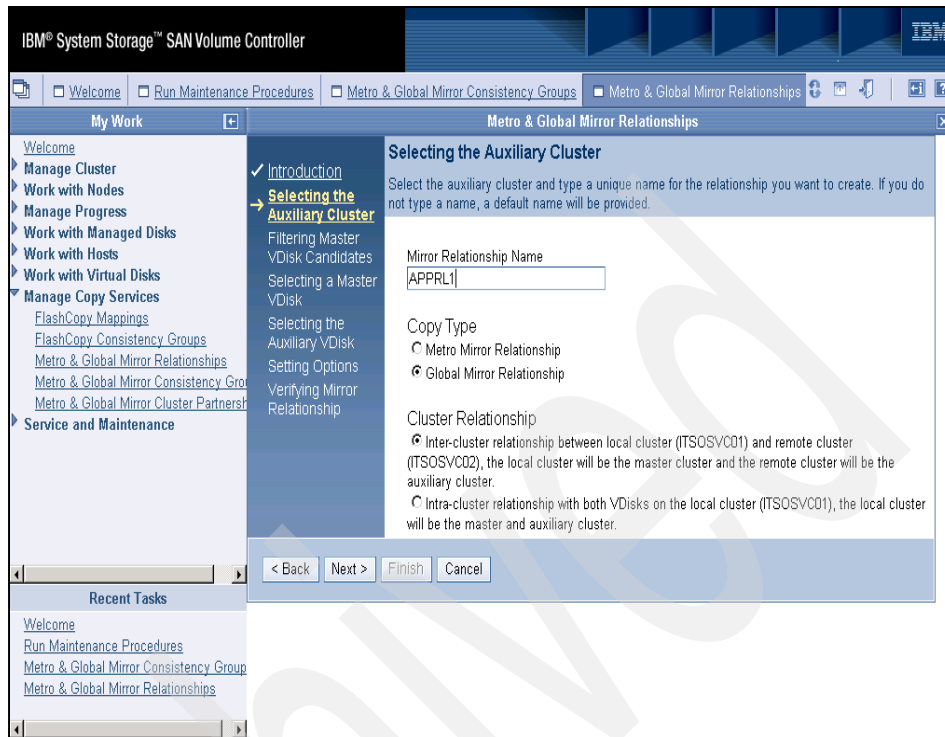 IBM® System Storage™ SAN Volume Controller
IBM
Welcome
Run Maintenance Procedures
Metro & Global Mirror Consistency Groups
Metro & Global Mirror Relationships
My Work
Welcome
Manage Cluster
Work with Nodes
Manage Progress
Work with Managed Disks
Work with Hosts
Work with Virtual Disks
Manage Copy Services
FlashCopy Mappings
FlashCopy Consistency Groups
Metro & Global Mirror Relationships
Metro & Global Mirror Consistency Grou
Metro & Global Mirror Cluster Partnersh
Service and Maintenance
Recent Tasks
Welcome
Run Maintenance Procedures
Metro & Global Mirror Consistency Group
Metro & Global Mirror Relationships
Metro & Global Mirror Relationships
Introduction
Selecting the
Auxiliary Cluster
Filtering Master
VDisk Candidates
Selecting a Master
VDisk
Selecting the
Auxiliary VDisk
Setting Options
Verifying Mirror
Relationship
Selecting the Auxiliary Cluster
Select the auxiliary cluster and type a unique name for the relationship you want to create. If you do
not type a name, a default name will be provided.
Mirror Relationship Name
APPRL1
Copy Type
Metro Mirror Relationship
Global Mirror Relationship
Cluster Relationship
Inter-cluster relationship between local cluster (ITSOSVC01) and remote cluster
(ITSOSVC02), the local cluster will be the master cluster and the remote cluster will be the
auxiliary cluster.
Intra-cluster relationship with both VDisks on the local cluster (ITSOSVC01), the local cluster
will be the master and auxiliary cluster.
< Back
Next >
Finish
Cancel
hived